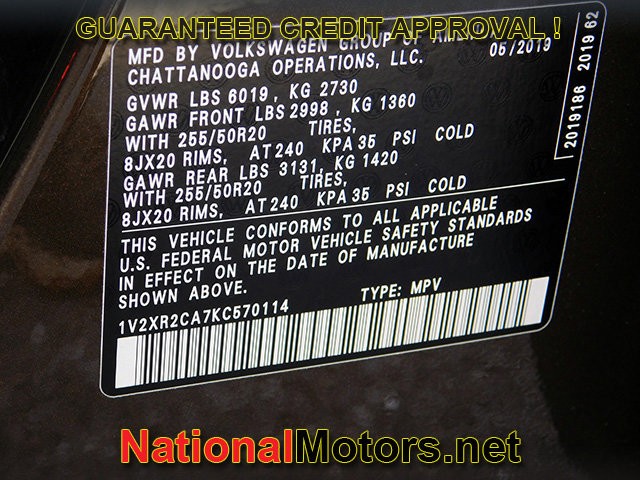 GUARANTEED CREDIT APPROVAL !
MFD BY VOLKSWAGEN GROUP OF 05/2019
CHATTANOOGA OPERATIONS, LLC.
GVWR LBS 6019, KG 2730
GAWR FRONT LBS 2998, KG 1360
WITH 255/50R20 TIRES,
8JX20 RIMS, AT 240 KPA 35 PSI COLD
GAWR REAR LBS 3131, KG 1420
WITH 255/50R20 TIRES,
8JX20 RIMS, AT 240 KPA 35 PSI COLD
THIS VEHICLE CONFORMS TO ALL APPLICABLE
U.S. FEDERAL MOTOR VEHICLE SAFETY STANDARDS
IN EFFECT ON THE DATE OF MANUFACTURE
SHOWN ABOVE.
1V2XR2CA7KC570114 TYPE: MPV
2019186 2019 62
NationalMotors.net